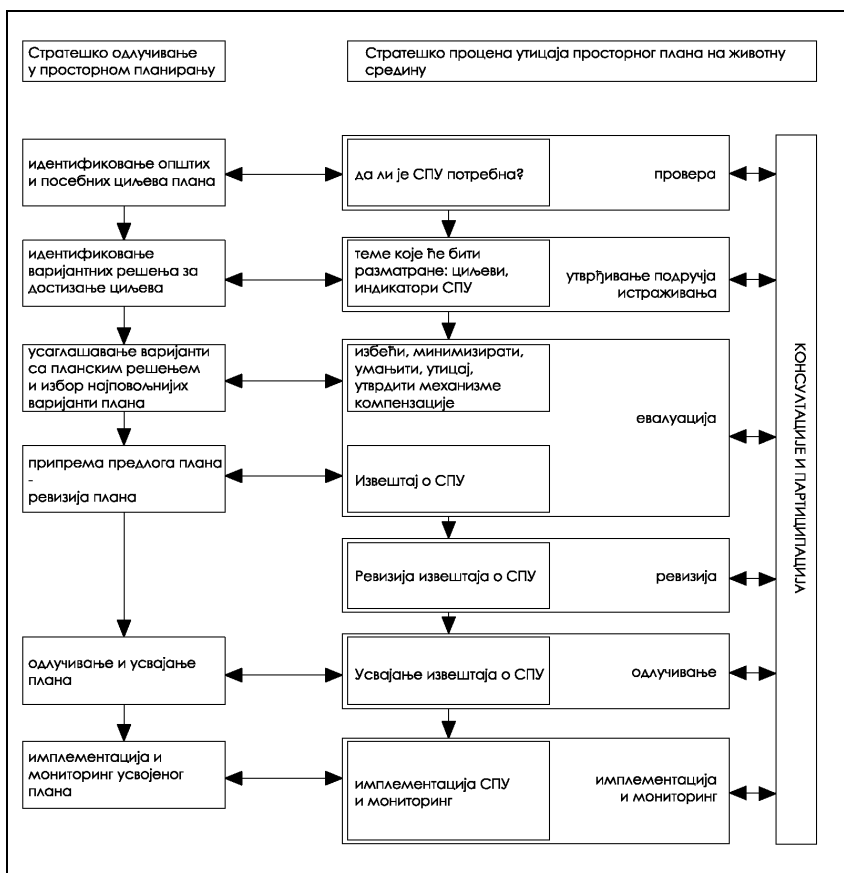 Стратешко одлучивање
у просторном планирању
Стратешко процена утицаја просторног плана на животну
средину
идентификовање општих
и посебних циљева плана
да ли је СПУ потребна?
провера
идентификовање
варијантних решења за
достизање циљева
теме које ће бити
разматране: циљеви,
индикатори СПУ
утврђивање подручја
истраживања
усаглашавање варијанти
са планским решењем
и избор најповољнијих
варијанти плана
избећи, минимизирати,
умањити, утицај,
утврдити механизме
компензације
евалуација
припрема предлога плана
-
ревизија плана
Извештај о СПУ
Ревизија извештаја о СПУ
ревизија
одлучивање и усвајање
плана
Усвајање извештаја о СПУ
одлучивање
имплементација и
мониторинг усвојеног
плана
имплементација СПУ
и мониторинг
имплементација
и мониторинг
КОНСУЛТАЦИЈЕ И ПАРТИЦИПАЦИЈА